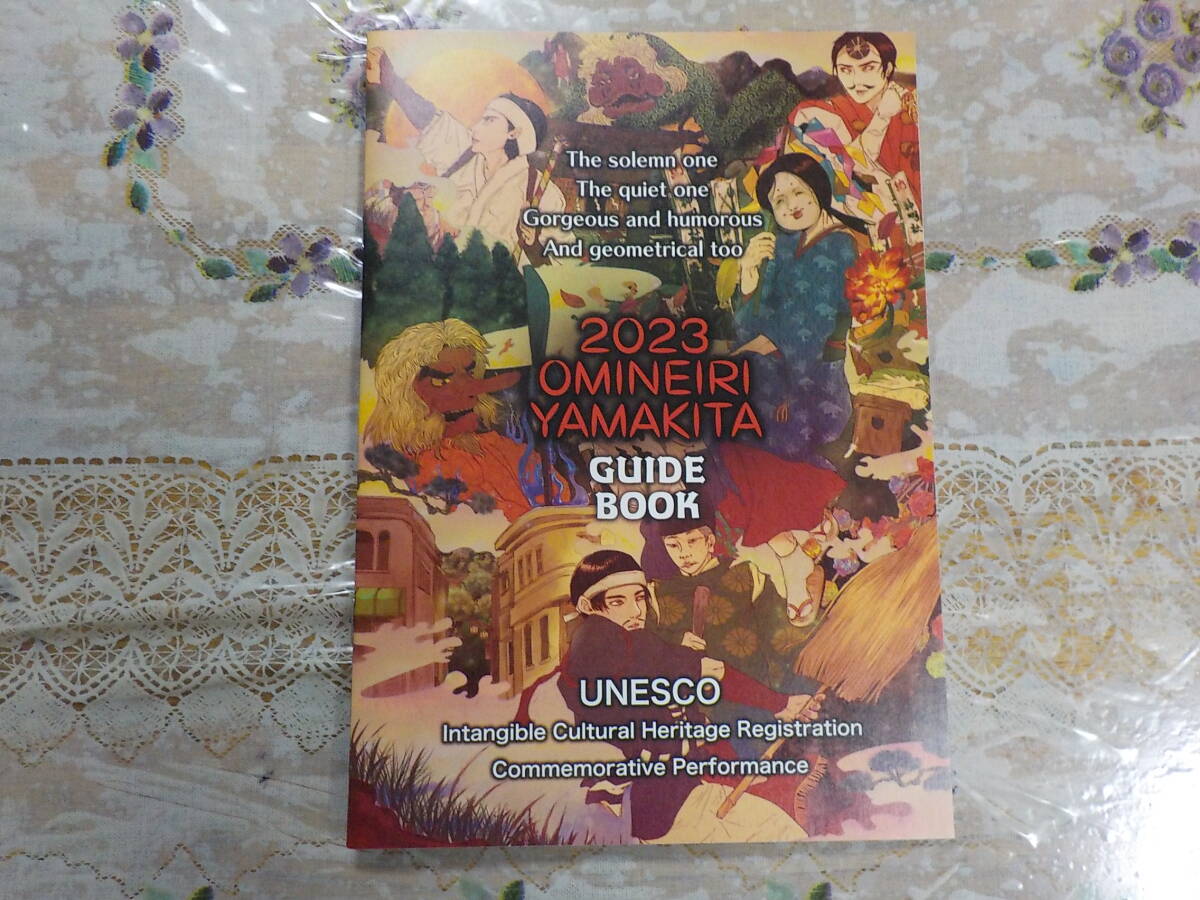 The solemn one
The quiet one
Gorgeous and humorous
And geometrical too
2023
OMINEIRI
YAMAKITA
GUIDE
BOOK
UNESCO
Intangible Cultural Heritage Registration
Commemorative Performance